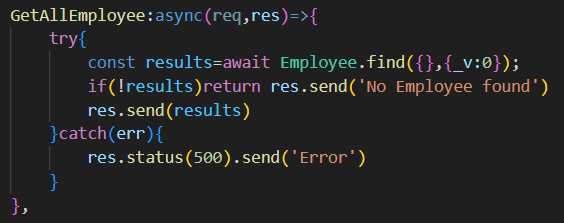 GetAllEmployee:async(req,res)=>{
try{
const results=await Employee.find({},{_v:0});
if(!results)return res.send('No Employee found')
res.send(results)
}catch(err){
res.status(500).send('Error')
}
},